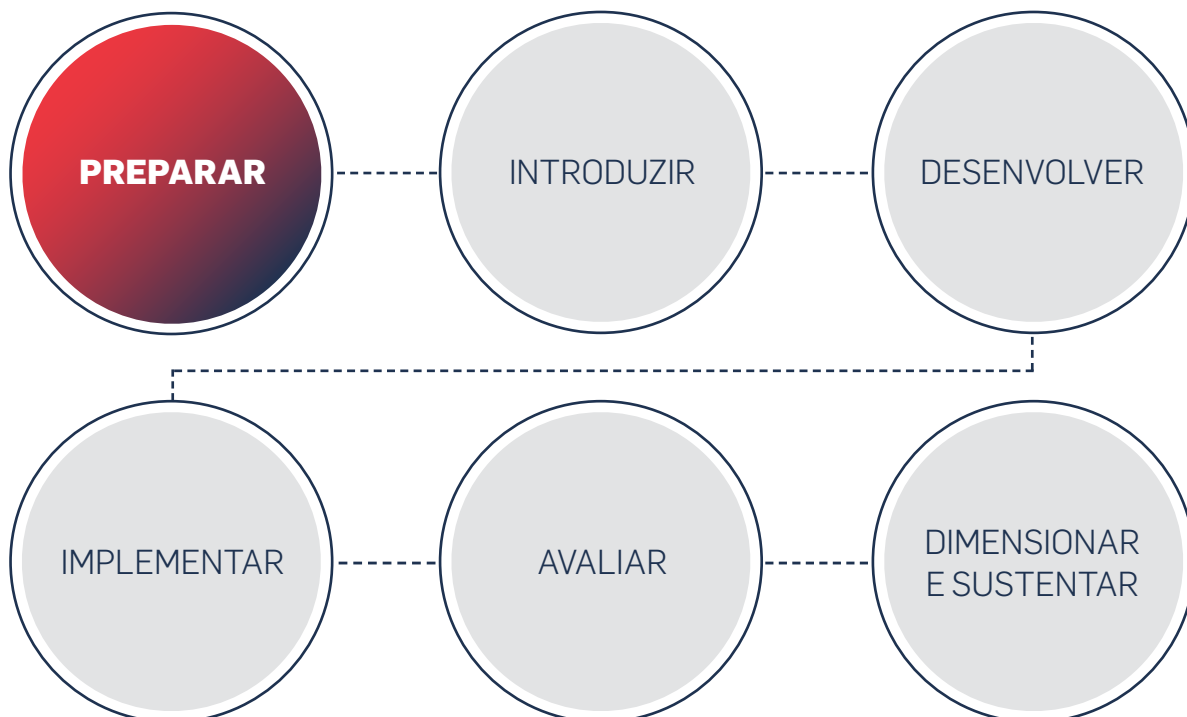 PREPARAR
INTRODUZIR
DESENVOLVER
IMPLEMENTAR
AVALIAR
DIMENSIONAR
E SUSTENTAR